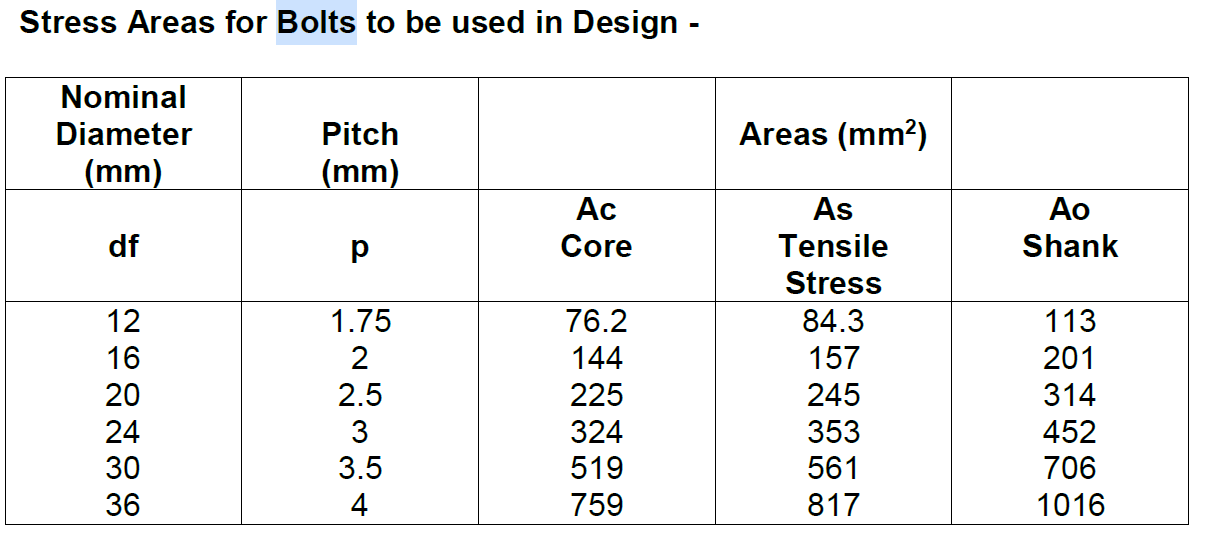 Stress Areas for Bolts to be used in Design -
Nominal Diameter (mm) Pitch (mm) Areas (mm²)
df p Ac Core As Tensile Stress Ao Shank
12 1.75 76.2 84.3 113
16 2 144 157 201
20 2.5 225 245 314
24 3 324 353 452
30 3.5 519 561 706
36 4 759 817 1016